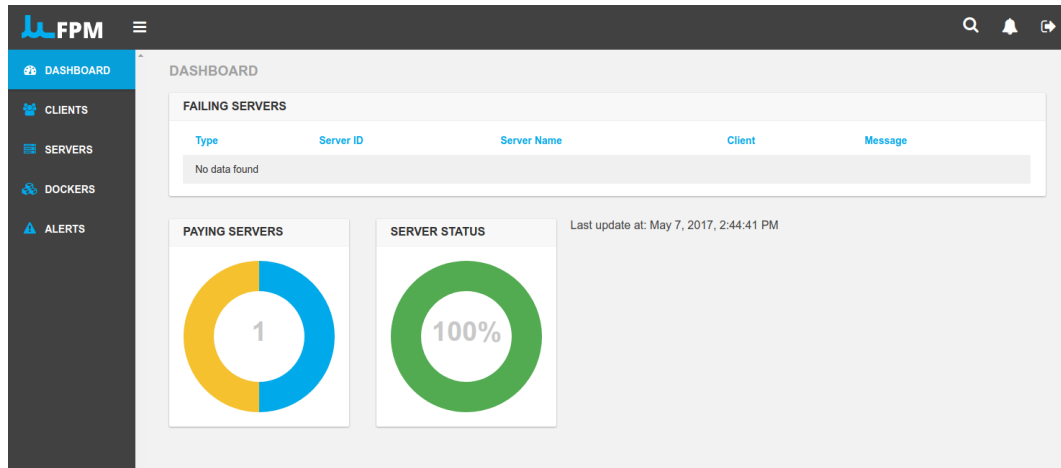 FPM
DASHBOARD
CLIENTS
SERVERS
DOCKERS
ALERTS
DASHBOARD
FAILING SERVERS
Type Server ID Server Name Client Message
No data found
PAYING SERVERS
1
SERVER STATUS
100%
Last update at: May 7, 2017, 2:44:41 PM